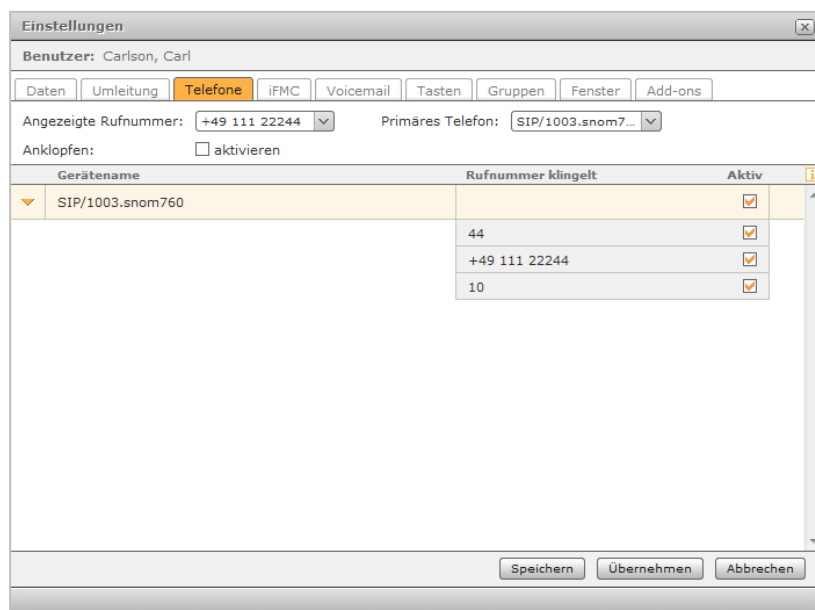 Einstellungen
Benutzer: Carlson, Carl
Daten Umleitung Telefone iFMC Voicemail Tasten Gruppen Fenster Add-ons
Angezeigte Rufnummer: +49 111 22244 Primäres Telefon: SIP/1003.snom7...
Anklopfen: aktivieren
Gerätename Rufnummer klingelt Aktiv
SIP/1003.snom760
44
+49 111 22244
10
Speichern Übernehmen Abbrechen